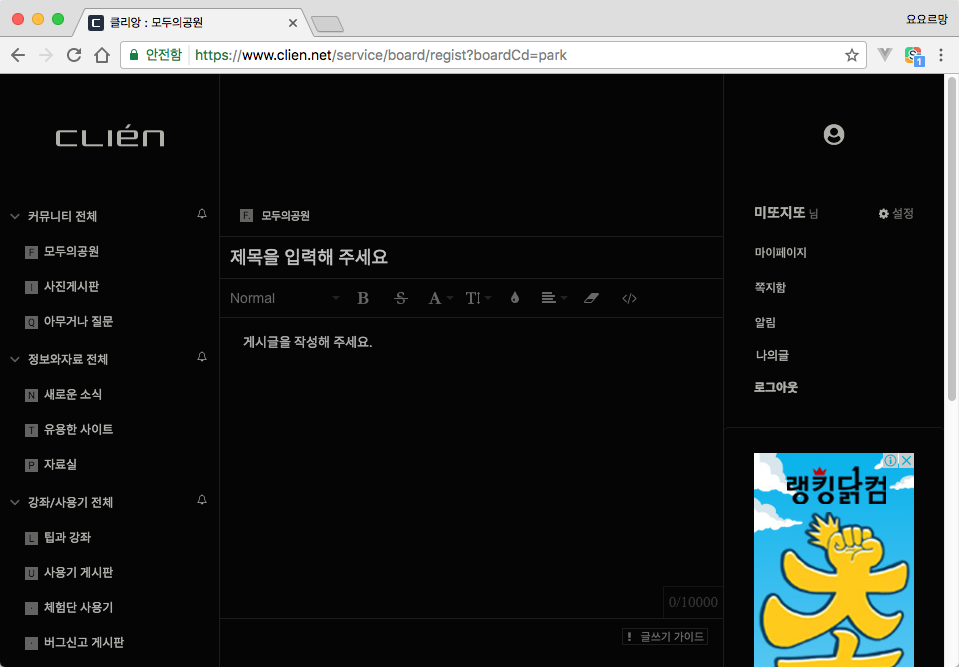 클리앙 : 모두의공원
요요르망
안전함 https://www.clien.net/service/board/regist?boardCd=park
1
CLIÉN
커뮤니티 전체
F 모두의공원
I 사진게시판
Q 아무거나 질문
정보와자료 전체
N 새로운 소식
T 유용한 사이트
P 자료실
강좌/사용기 전체
L 팁과 강좌
U 사용기 게시판
· 체험단 사용기
· 버그신고 게시판
F. 모두의공원
제목을 입력해 주세요
Normal B S A TI </>
게시글을 작성해 주세요.
0/10000
! 글쓰기 가이드
미또지또 님 설정
마이페이지
쪽지함
알림
나의글
로그아웃
랭킹닭컴